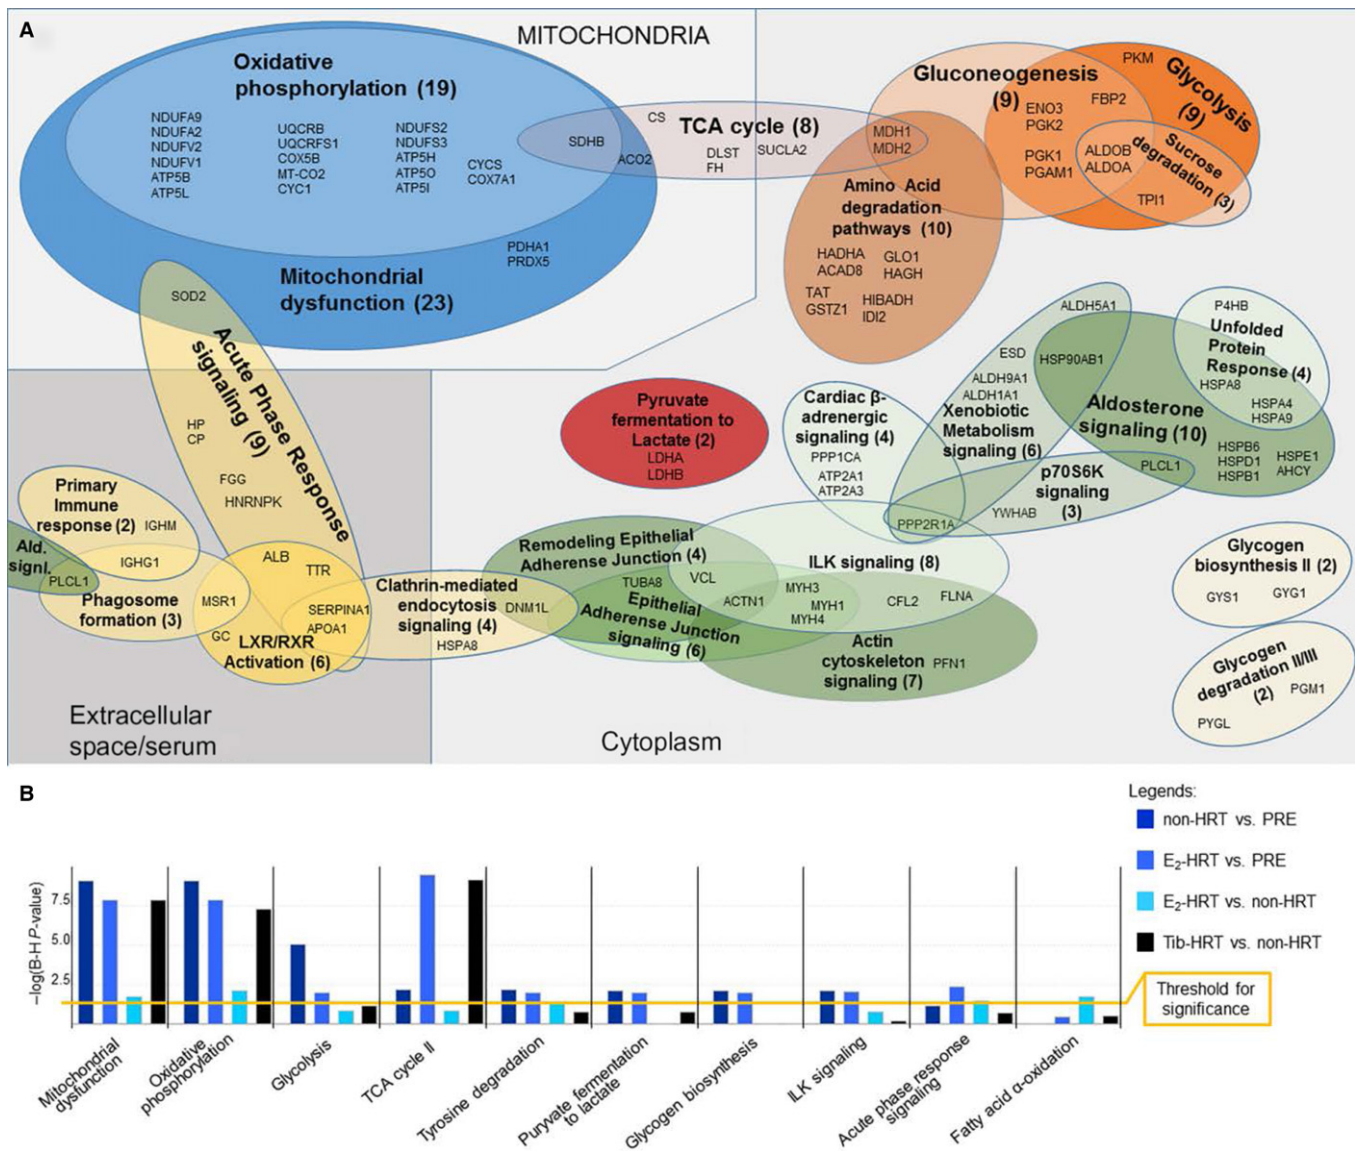 A
MITOCHONDRIA
Oxidative
phosphorylation (19)
NDUFA9
NDUFA2
NDUFV2
NDUFV1
ATP5B
ATP5L
UQCRB
UQCRFS1
COX5B
MT-CO2
CYC1
NDUFS2
NDUFS3
ATP5H
ATP5O
ATP5I
CYCS
COX7A1
SDHB
ACO2
CS
TCA cycle (8)
DLST
FH
SUCLA2
MDH1
MDH2
PDHA1
PRDX5
Mitochondrial
dysfunction (23)
Gluconeogenesis
(9)
ENO3
PGK2
FBP2
PGK1
PGAM1
PKM
Glycolysis
(9)
ALDOB
ALDOA
Sucrose
degradation (3)
TPI1
Amino Acid
degradation
pathways (10)
HADHA
ACAD8
GLO1
HAGH
TAT
GSTZ1
HIBADH
IDI2
SOD2
Acute Phase Response
signaling (9)
HP
CP
FGG
HNRNPK
Primary
Immune
response (2)
IGHM
IGHG1
Ald.
signl.
PLCL1
Phagosome
formation (3)
MSR1
ALB
TTR
SERPINA1
APOA1
GC
LXR/RXR
Activation (6)
Clathrin-mediated
endocytosis
signaling (4)
HSPA8
DNM1L
Pyruvate
fermentation to
Lactate (2)
LDHA
LDHB
Cardiac β-
adrenergic
signaling (4)
PPP1CA
ATP2A1
ATP2A3
ALDH5A1
ESD
HSP90AB1
ALDH9A1
ALDH1A1
Xenobiotic
Metabolism
signaling (6)
P4HB
Unfolded
Protein
Response (4)
HSPA8
HSPA4
HSPA9
Aldosterone
signaling (10)
HSPB6
HSPD1
HSPB1
HSPE1
AHCY
PLCL1
p70S6K
signaling
(3)
YWHAB
PPP2R1A
Remodeling Epithelial
Adherense Junction (4)
TUBA8
VCL
ILK signaling (8)
ACTN1
MYH3
MYH1
MYH4
CFL2
FLNA
Epithelial
Adherense Junction
signaling (6)
Actin
cytoskeleton
signaling (7)
PFN1
Glycogen
biosynthesis II (2)
GYS1
GYG1
Glycogen
degradation II/III
(2)
PGM1
PYGL
Extracellular
space/serum
Cytoplasm
B
Legends:
non-HRT vs. PRE
E₂-HRT vs. PRE
E₂-HRT vs. non-HRT
Tib-HRT vs. non-HRT
Threshold for
significance
–log(B-H P-value)
7.5
5.0
2.5
Mitochondrial
dysfunction
Oxidative
phosphorylation
Glycolysis
TCA cycle II
Tyrosine degradation
Puryvate fermentation
to lactate
Glycogen biosynthesis
ILK signaling
Acute phase response
signaling
Fatty acid α-oxidation